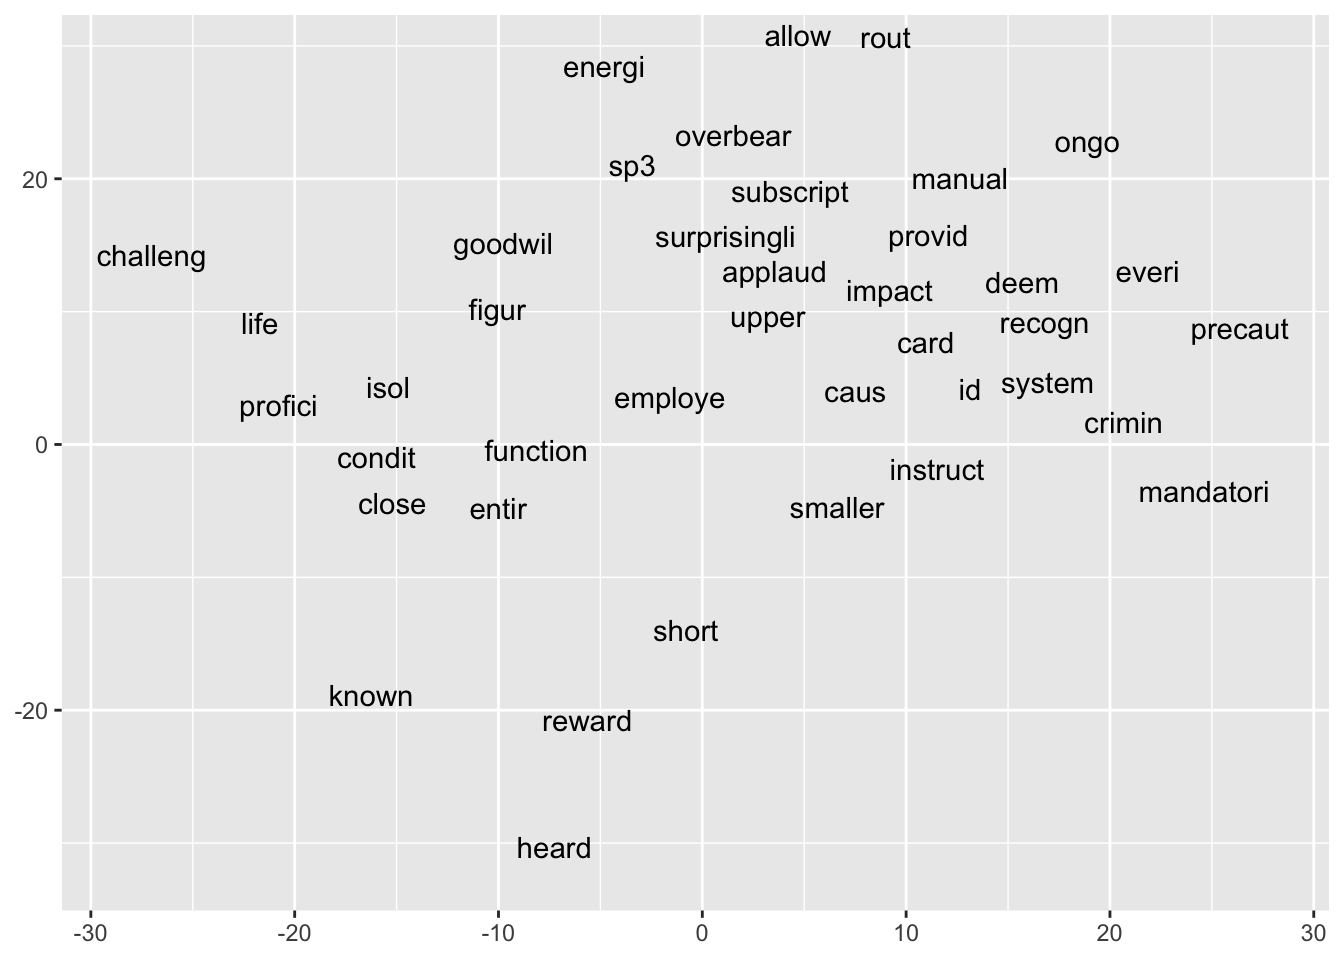 allow rout
energi
overbear
ongo
sp3
20
manual
subscript
surprisingli
provid
goodwil
challeng
applaud
everi
deem
impact
figur
upper
life
recogn
precaut
card
isol
system
id
caus
employe
profici
crimin
0
function
condit
instruct
mandatori
close
entir
smaller
short
known
-20
reward
heard
-30 -20 -10 0 10 20 30